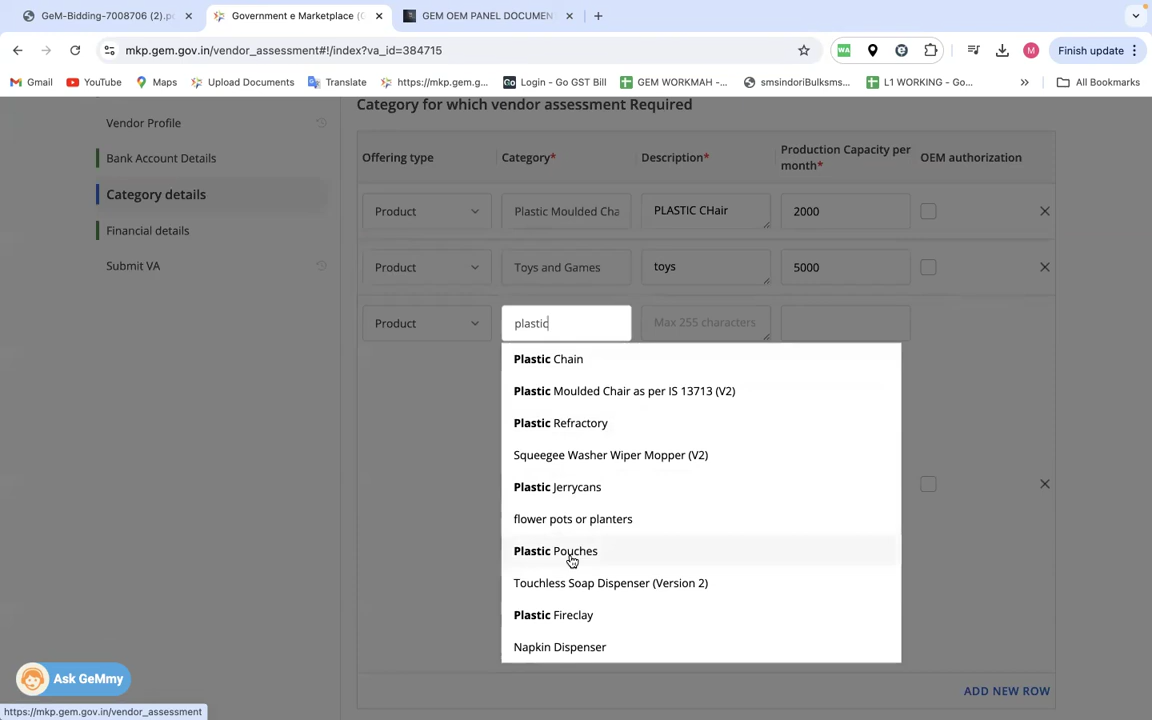 GeM-Bidding-7008706 (2).p
Government e Marketplace (
GEM OEM PANEL DOCUMEN
mkp.gem.gov.in/vendor_assessment#!/index?va_id=384715
WA
M
Finish update
Gmail
YouTube
Maps
Upload Documents
Translate
https://mkp.gem.g...
Login - Go GST Bill
GEM WORKMAH -...
smsindoriBulksms...
L1 WORKING - Go...
All Bookmarks
Category for which vendor assessment Required
Vendor Profile
Bank Account Details
Category details
Financial details
Submit VA
Offering type
Category*
Description*
Production Capacity per
month*
OEM authorization
Product
Plastic Moulded Cha
PLASTIC CHair
2000
Product
Toys and Games
toys
5000
Product
plastic
Max 255 characters
Plastic Chain
Plastic Moulded Chair as per IS 13713 (V2)
Plastic Refractory
Squeegee Washer Wiper Mopper (V2)
Plastic Jerrycans
flower pots or planters
Plastic Pouches
Touchless Soap Dispenser (Version 2)
Plastic Fireclay
Napkin Dispenser
ADD NEW ROW
Ask GeMmy
https://mkp.gem.gov.in/vendor_assessment